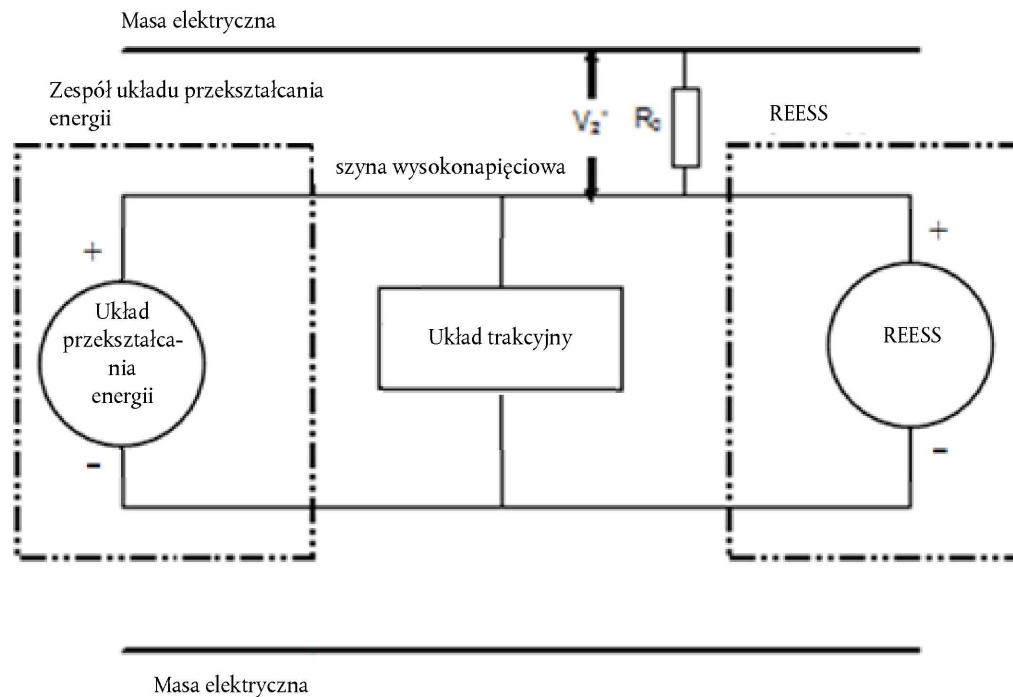 Masa elektryczna
Zespół układu przekształcania
energii
REESS
V₂'
R₀
szyna wysokonapięciowa
+
+
Układ
przekształca-
nia
energii
Układ trakcyjny
REESS
-
-
Masa elektryczna